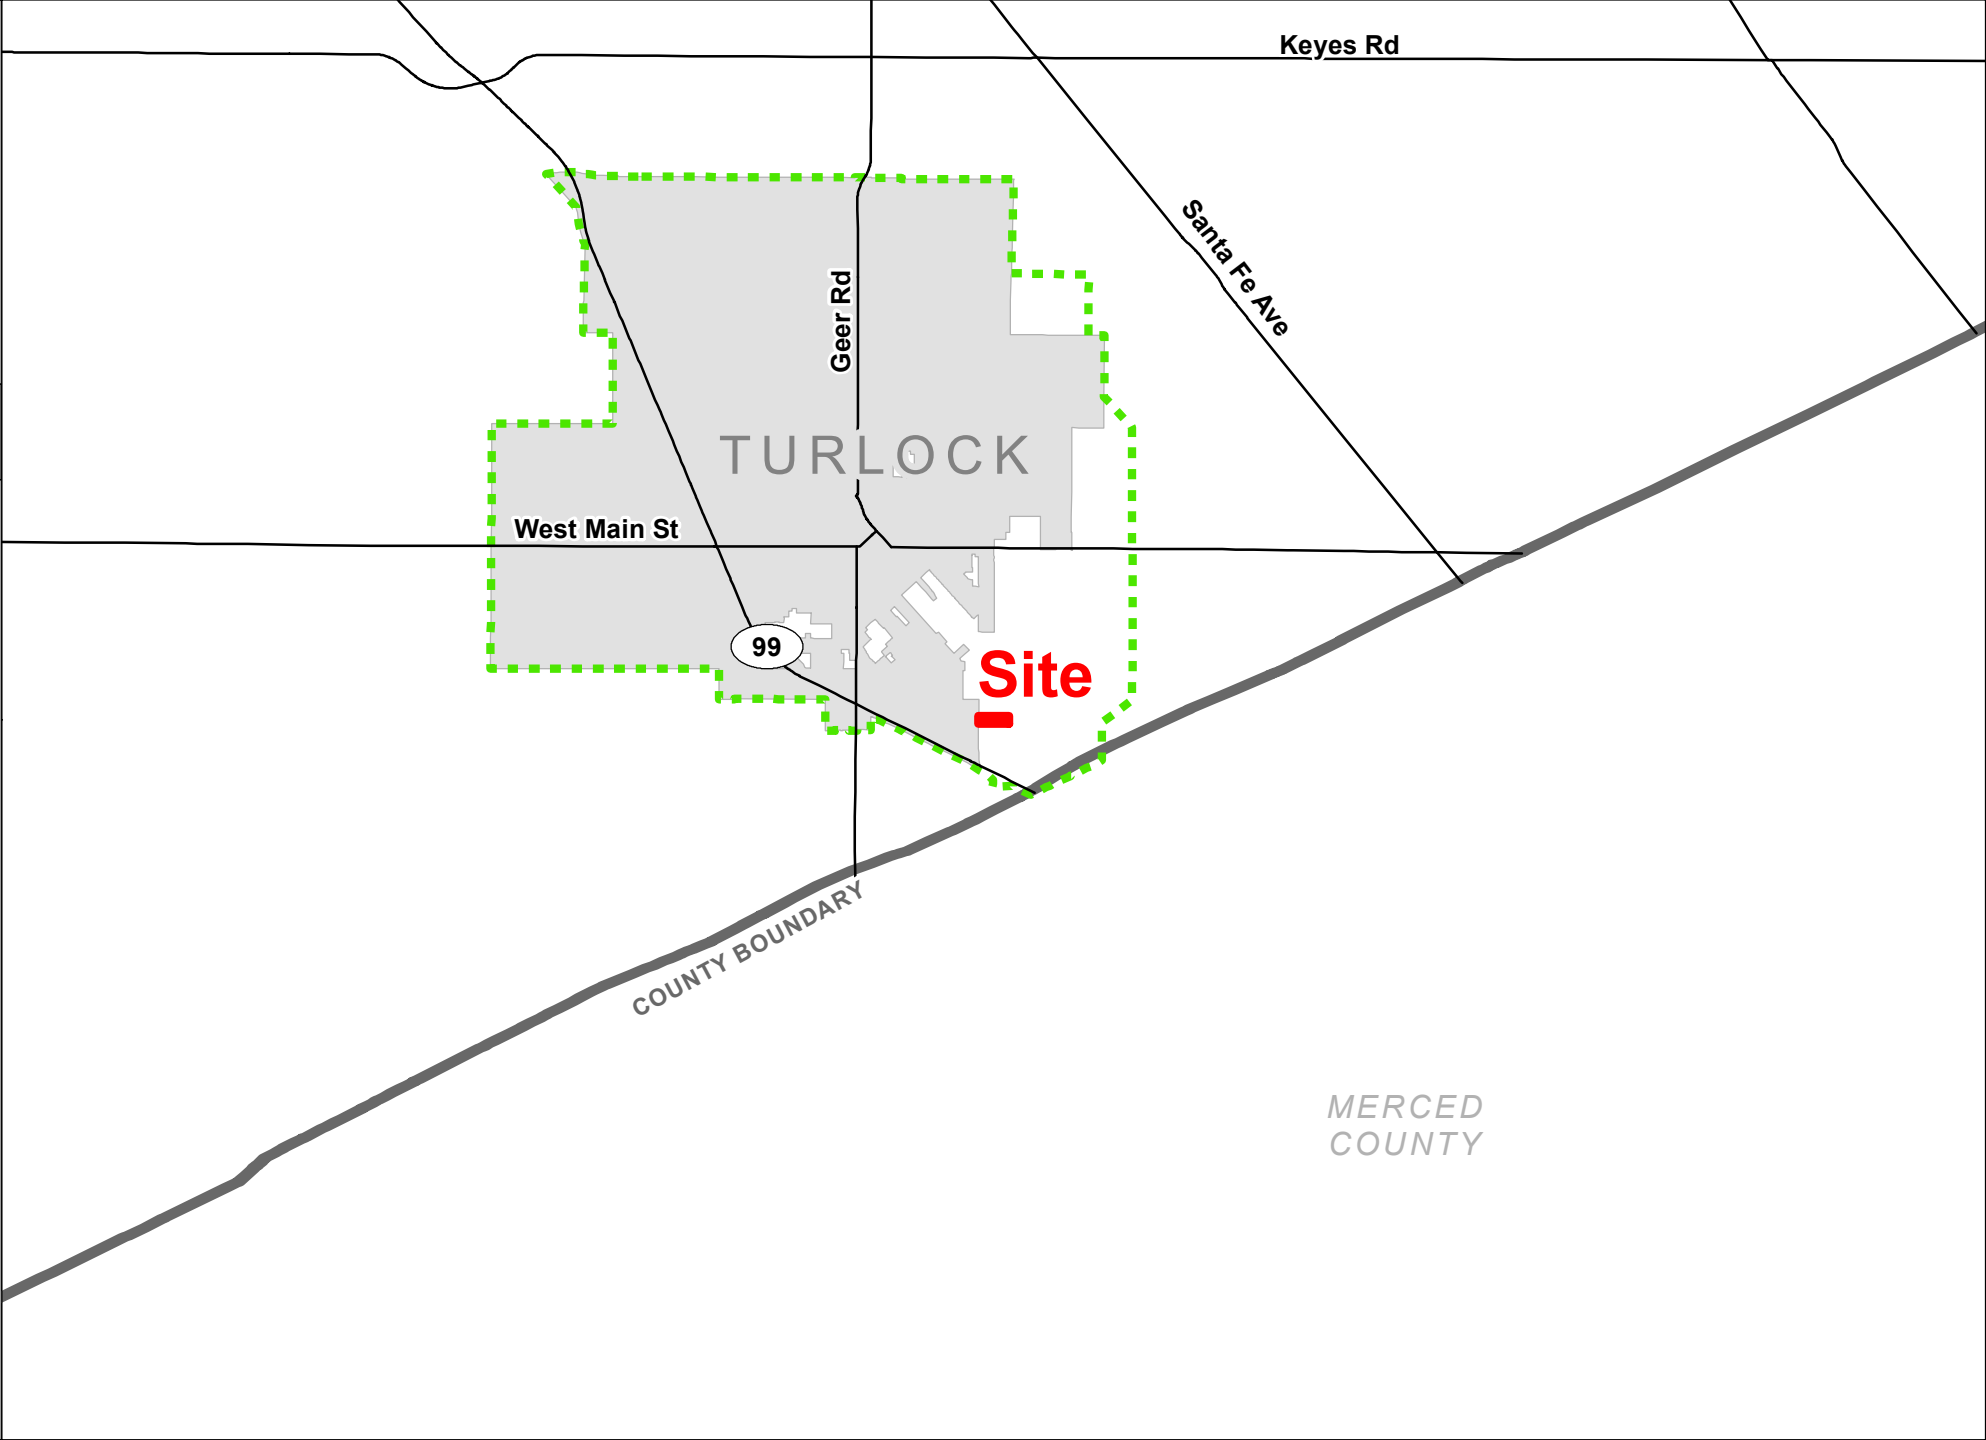 Keyes Rd
Santa Fe Ave
Geer Rd
TURLOCK
West Main St
99
Site
COUNTY BOUNDARY
MERCED
COUNTY